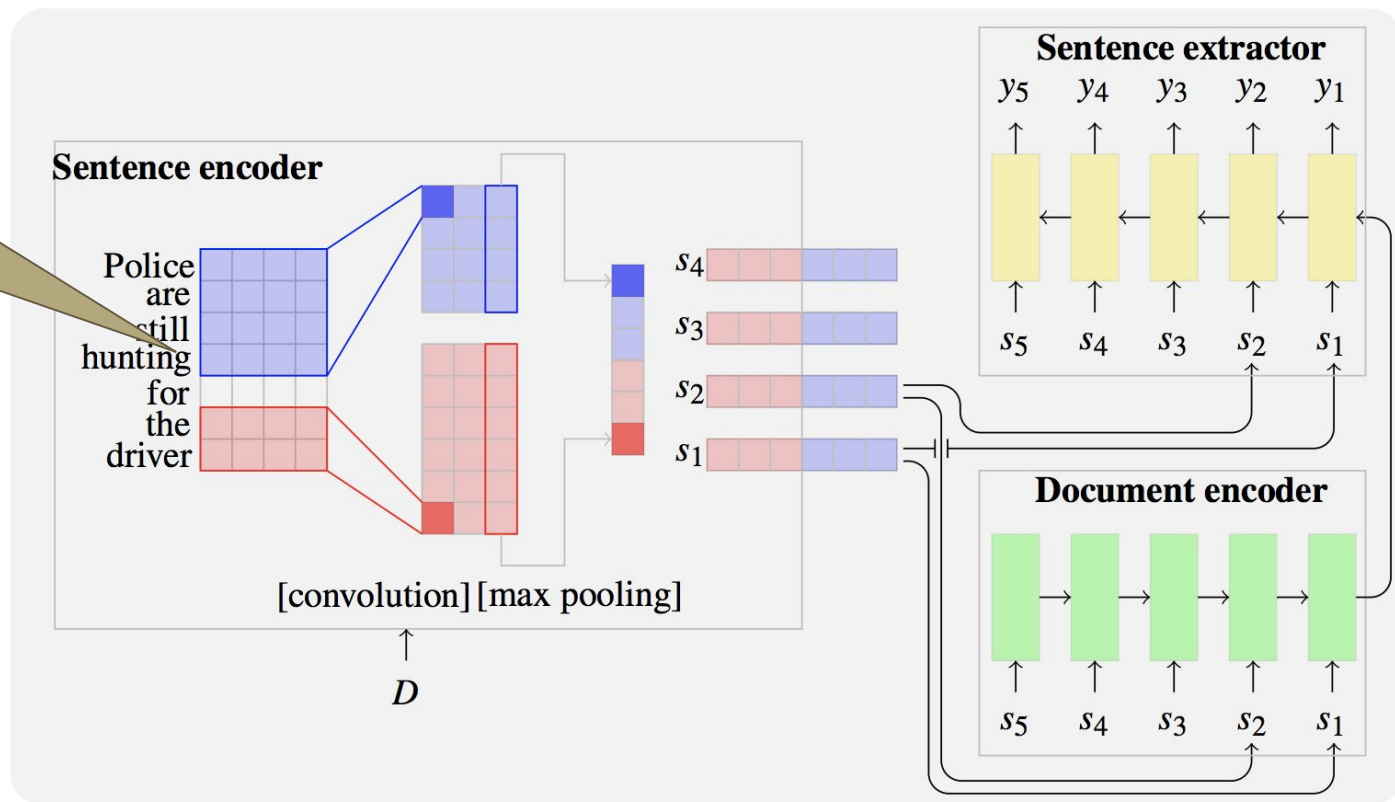 Sentence encoder
Police
are
still
hunting
for
the
driver
[convolution] [max pooling]
D
s4
s3
s2
s1
Sentence extractor
y5 y4 y3 y2 y1
s5 s4 s3 s2 s1
Document encoder
s5 s4 s3 s2 s1